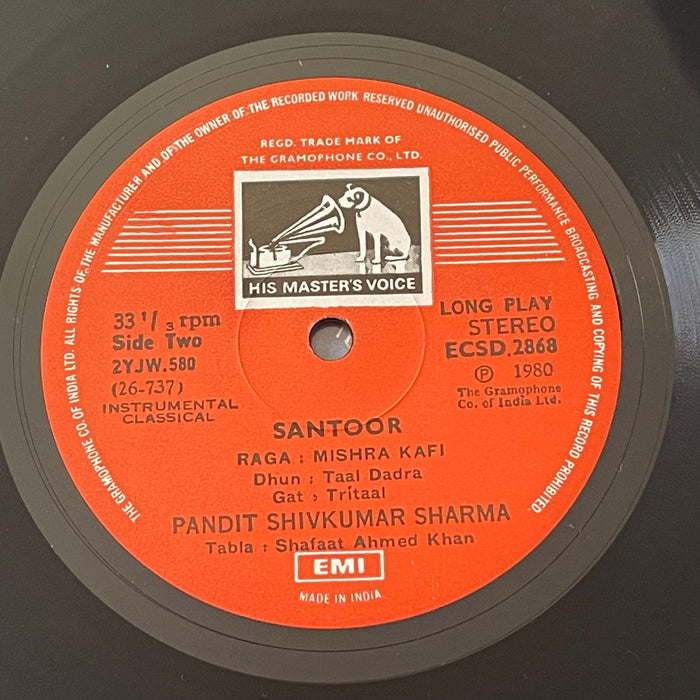 THE GRAMOPHONE CO. OF INDIA LTD. ALL RIGHTS OF THE MANUFACTURER AND OF THE OWNER OF THE RECORDED WORK RESERVED UNAUTHORISED PUBLIC PERFORMANCE BROADCASTING AND COPYING OF THIS RECORD PROHIBITED.
REGD. TRADE MARK OF
THE GRAMOPHONE CO., LTD.
HIS MASTER'S VOICE
33 1/3 rpm
Side Two
2YJW.580
(26-737)
INSTRUMENTAL
CLASSICAL
LONG PLAY
STEREO
ECSD.2868
℗ 1980
The Gramophone
Co. of India Ltd.
SANTOOR
RAGA : MISHRA KAFI
Dhun : Taal Dadra
Gat : Tritaal
PANDIT SHIVKUMAR SHARMA
Tabla : Shafaat Ahmed Khan
EMI
MADE IN INDIA